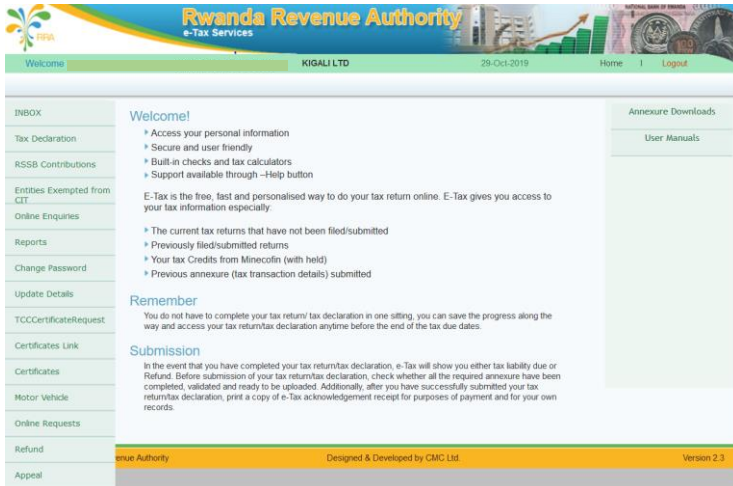 Rwanda Revenue Authority
e-Tax Services
RRA
NATIONAL BANK OF RWANDA
Welcome KIGALI LTD 29-Oct-2019 Home I Logout
INBOX
Tax Declaration
RSSB Contributions
Entities Exempted from
CIT
Online Enquiries
Reports
Change Password
Update Details
TCCCertificateRequest
Certificates Link
Certificates
Motor Vehicle
Online Requests
Refund
Appeal
Welcome!
Access your personal information
Secure and user friendly
Built-in checks and tax calculators
Support available through –Help button
E-Tax is the free, fast and personalised way to do your tax return online. E-Tax gives you access to
your tax information especially:
The current tax returns that have not been filed/submitted
Previously filed/submitted returns
Your tax Credits from Minecofin (with held)
Previous annexure (tax transaction details) submitted
Remember
You do not have to complete your tax return/ tax declaration in one sitting, you can save the progress along the
way and access your tax return/tax declaration anytime before the end of the tax due dates.
Submission
In the event that you have completed your tax return/tax declaration, e-Tax will show you either tax liability due or
Refund. Before submission of your tax return/tax declaration, check whether all the required annexure have been
completed, validated and ready to be uploaded. Additionally, after you have successfully submitted your tax
return/tax declaration, print a copy of e-Tax acknowledgement receipt for purposes of payment and for your own
records.
Annexure Downloads
User Manuals
enue Authority Designed & Developed by CMC Ltd. Version 2.3